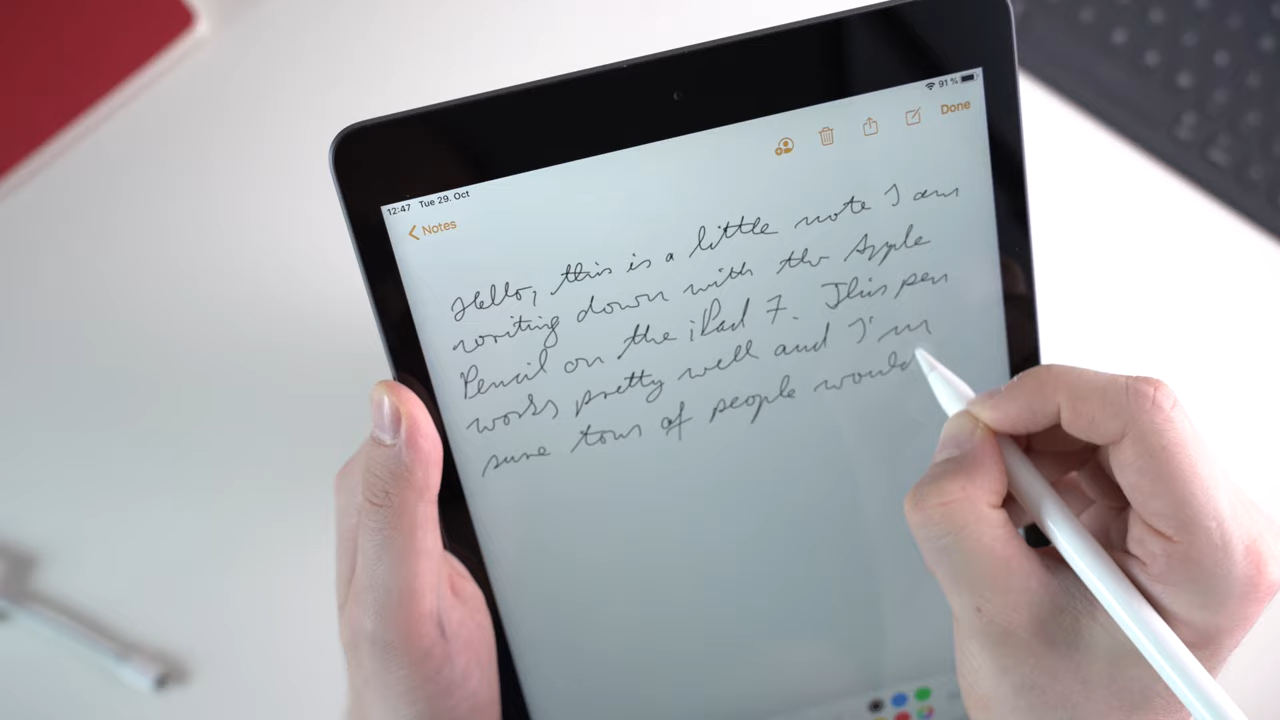 12:47 Tue 29. Oct
91 %
Notes
Done
Hello, this is a little note I am
writing down with the Apple
Pencil on the iPad 7. This pen
works pretty well and I'm
sure tons of people would